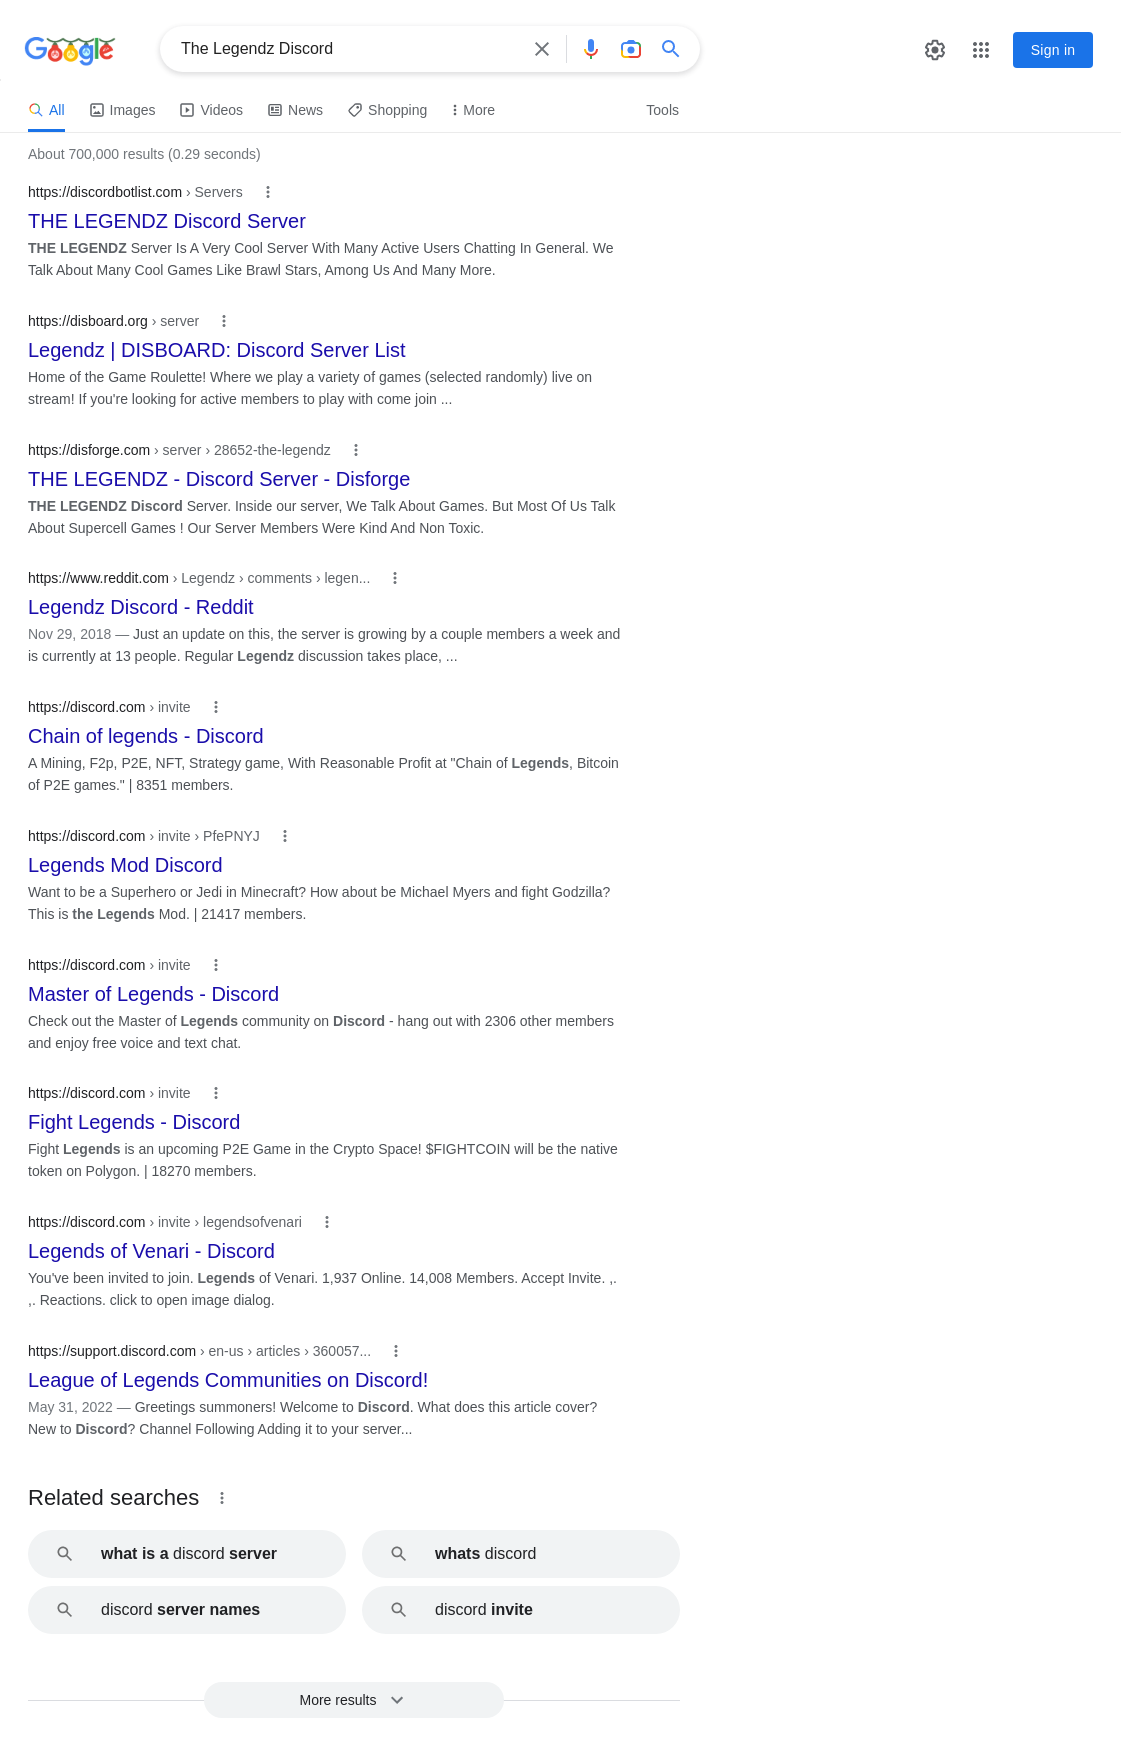 Google
The Legendz Discord
Sign in
All Images Videos News Shopping More Tools
About 700,000 results (0.29 seconds)
https://discordbotlist.com › Servers
THE LEGENDZ Discord Server
THE LEGENDZ Server Is A Very Cool Server With Many Active Users Chatting In General. We
Talk About Many Cool Games Like Brawl Stars, Among Us And Many More.
https://disboard.org › server
Legendz | DISBOARD: Discord Server List
Home of the Game Roulette! Where we play a variety of games (selected randomly) live on
stream! If you're looking for active members to play with come join ...
https://disforge.com › server › 28652-the-legendz
THE LEGENDZ - Discord Server - Disforge
THE LEGENDZ Discord Server. Inside our server, We Talk About Games. But Most Of Us Talk
About Supercell Games ! Our Server Members Were Kind And Non Toxic.
https://www.reddit.com › Legendz › comments › legen...
Legendz Discord - Reddit
Nov 29, 2018 — Just an update on this, the server is growing by a couple members a week and
is currently at 13 people. Regular Legendz discussion takes place, ...
https://discord.com › invite
Chain of legends - Discord
A Mining, F2p, P2E, NFT, Strategy game, With Reasonable Profit at "Chain of Legends, Bitcoin
of P2E games." | 8351 members.
https://discord.com › invite › PfePNYJ
Legends Mod Discord
Want to be a Superhero or Jedi in Minecraft? How about be Michael Myers and fight Godzilla?
This is the Legends Mod. | 21417 members.
https://discord.com › invite
Master of Legends - Discord
Check out the Master of Legends community on Discord - hang out with 2306 other members
and enjoy free voice and text chat.
https://discord.com › invite
Fight Legends - Discord
Fight Legends is an upcoming P2E Game in the Crypto Space! $FIGHTCOIN will be the native
token on Polygon. | 18270 members.
https://discord.com › invite › legendsofvenari
Legends of Venari - Discord
You've been invited to join. Legends of Venari. 1,937 Online. 14,008 Members. Accept Invite. ,.
,. Reactions. click to open image dialog.
https://support.discord.com › en-us › articles › 360057...
League of Legends Communities on Discord!
May 31, 2022 — Greetings summoners! Welcome to Discord. What does this article cover?
New to Discord? Channel Following Adding it to your server...
Related searches
what is a discord server
whats discord
discord server names
discord invite
More results